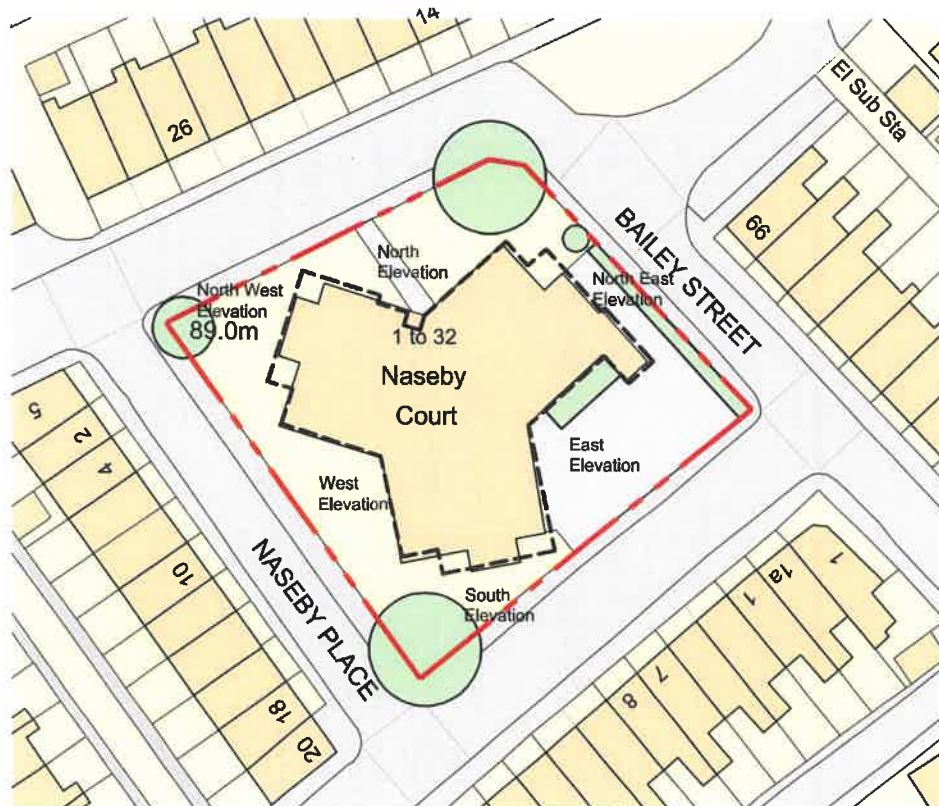 14
26
El Sub Sta
66
BAILEY STREET
North
Elevation
North East
Elevation
North West
Elevation
89.0m
1 to 32
Naseby
Court
East
Elevation
West
Elevation
South
Elevation
NASEBY PLACE
5
2
4
10
18
20
1
1a
1
7
8